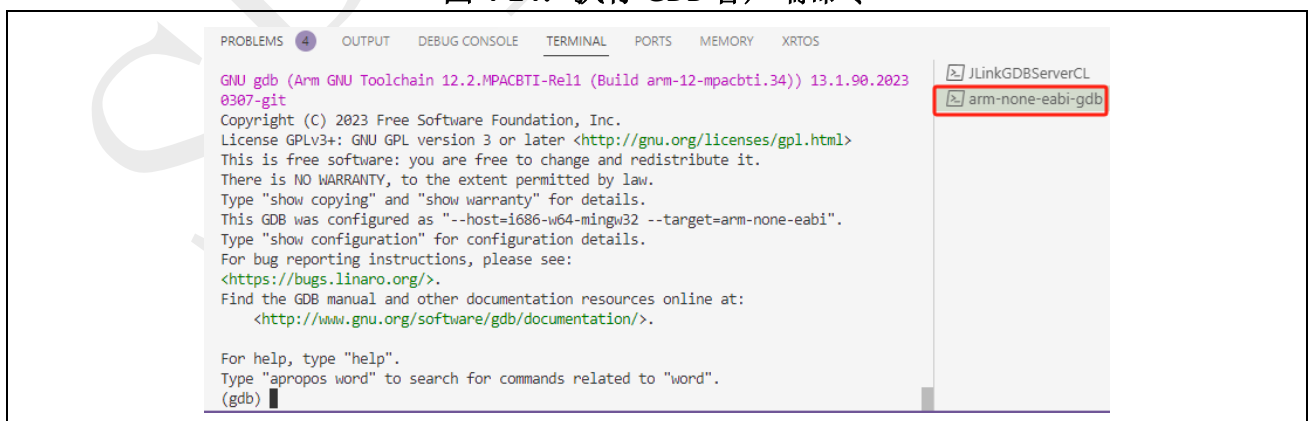 PROBLEMS 4 OUTPUT DEBUG CONSOLE TERMINAL PORTS MEMORY XRTOS
GNU gdb (Arm GNU Toolchain 12.2.MPACBTI-Rel1 (Build arm-12-mpacbti.34)) 13.1.90.2023
0307-git
Copyright (C) 2023 Free Software Foundation, Inc.
License GPLv3+: GNU GPL version 3 or later <http://gnu.org/licenses/gpl.html>
This is free software: you are free to change and redistribute it.
There is NO WARRANTY, to the extent permitted by law.
Type "show copying" and "show warranty" for details.
This GDB was configured as "--host=i686-w64-mingw32 --target=arm-none-eabi".
Type "show configuration" for configuration details.
For bug reporting instructions, please see:
<https://bugs.linaro.org/>.
Find the GDB manual and other documentation resources online at:
<http://www.gnu.org/software/gdb/documentation/>.
For help, type "help".
Type "apropos word" to search for commands related to "word".
(gdb)
JLinkGDBServerCL
arm-none-eabi-gdb